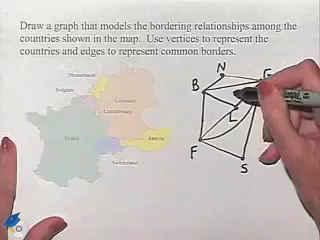 Draw a graph that models the bordering relationships among the
countries shown in the map. Use vertices to represent the
countries and edges to represent common borders.
N
G
B
L
F
S
Netherlands
Belgium
Germany
Luxembourg
France
Austria
Switzerland